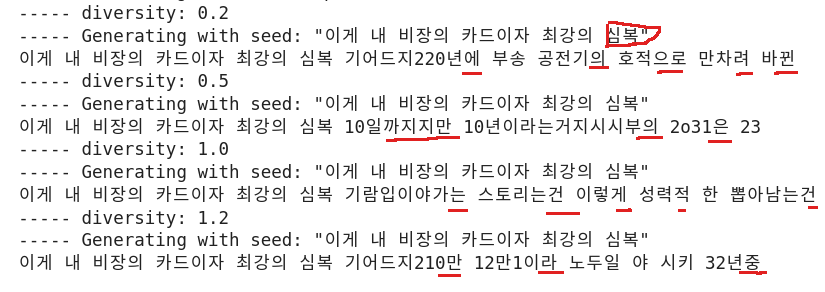 ----- diversity: 0.2
----- Generating with seed: "이게 내 비장의 카드이자 최강의 심복"
이게 내 비장의 카드이자 최강의 심복 기어드지220년에 부송 공전기의 호적으로 만차려 바뀐
----- diversity: 0.5
----- Generating with seed: "이게 내 비장의 카드이자 최강의 심복"
이게 내 비장의 카드이자 최강의 심복 10일까지지만 10년이라는거지시시부의 2o31은 23
----- diversity: 1.0
----- Generating with seed: "이게 내 비장의 카드이자 최강의 심복"
이게 내 비장의 카드이자 최강의 심복 기람입이야가는 스토리는건 이렇게 성력적 한 뽑아남는건
----- diversity: 1.2
----- Generating with seed: "이게 내 비장의 카드이자 최강의 심복"
이게 내 비장의 카드이자 최강의 심복 기어드지210만 12만1이라 노두일 야 시키 32년중